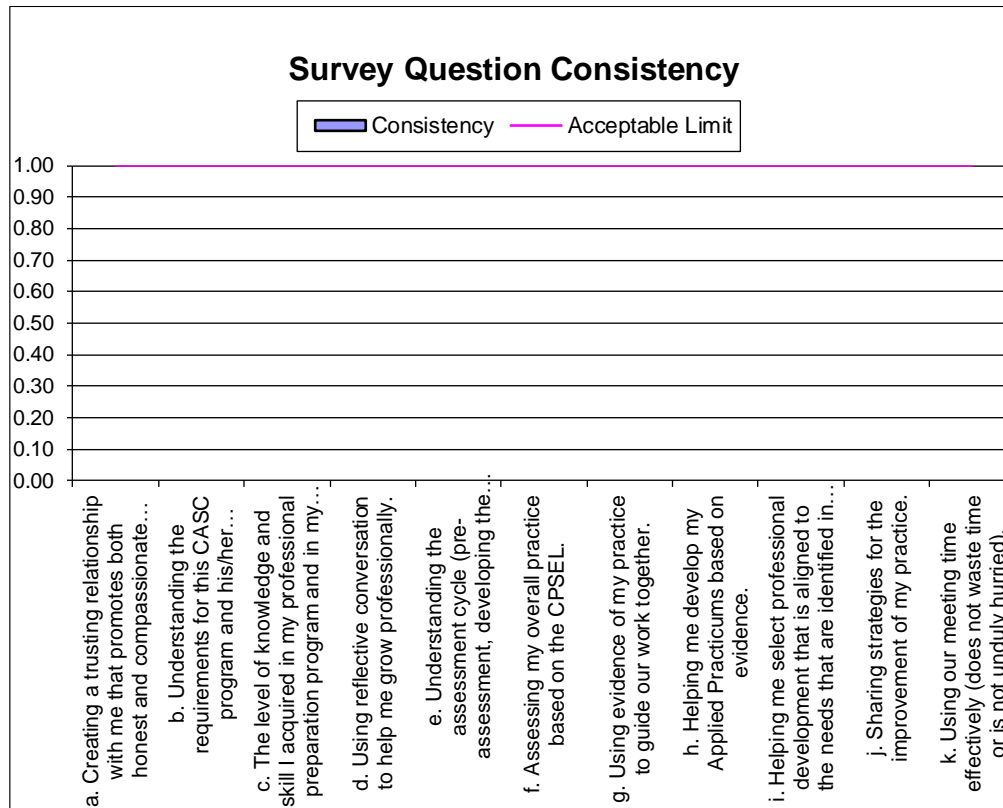 Survey Question Consistency
Consistency
Acceptable Limit
1.00
0.90
0.80
0.70
0.60
0.50
0.40
0.30
0.20
0.10
0.00
a. Creating a trusting relationship
with me that promotes both
honest and compassionate…
b. Understanding the
requirements for this CASC
program and his/her…
c. The level of knowledge and
skill I acquired in my professional
preparation program and in my…
d. Using reflective conversation
to help me grow professionally.
e. Understanding the
assessment cycle (pre-
assessment, developing the…
f. Assessing my overall practice
based on the CPSEL.
g. Using evidence of my practice
to guide our work together.
h. Helping me develop my
Applied Practicums based on
evidence.
i. Helping me select professional
development that is aligned to
the needs that are identified in…
j. Sharing strategies for the
improvement of my practice.
k. Using our meeting time
effectively (does not waste time
or is not unduly hurried).